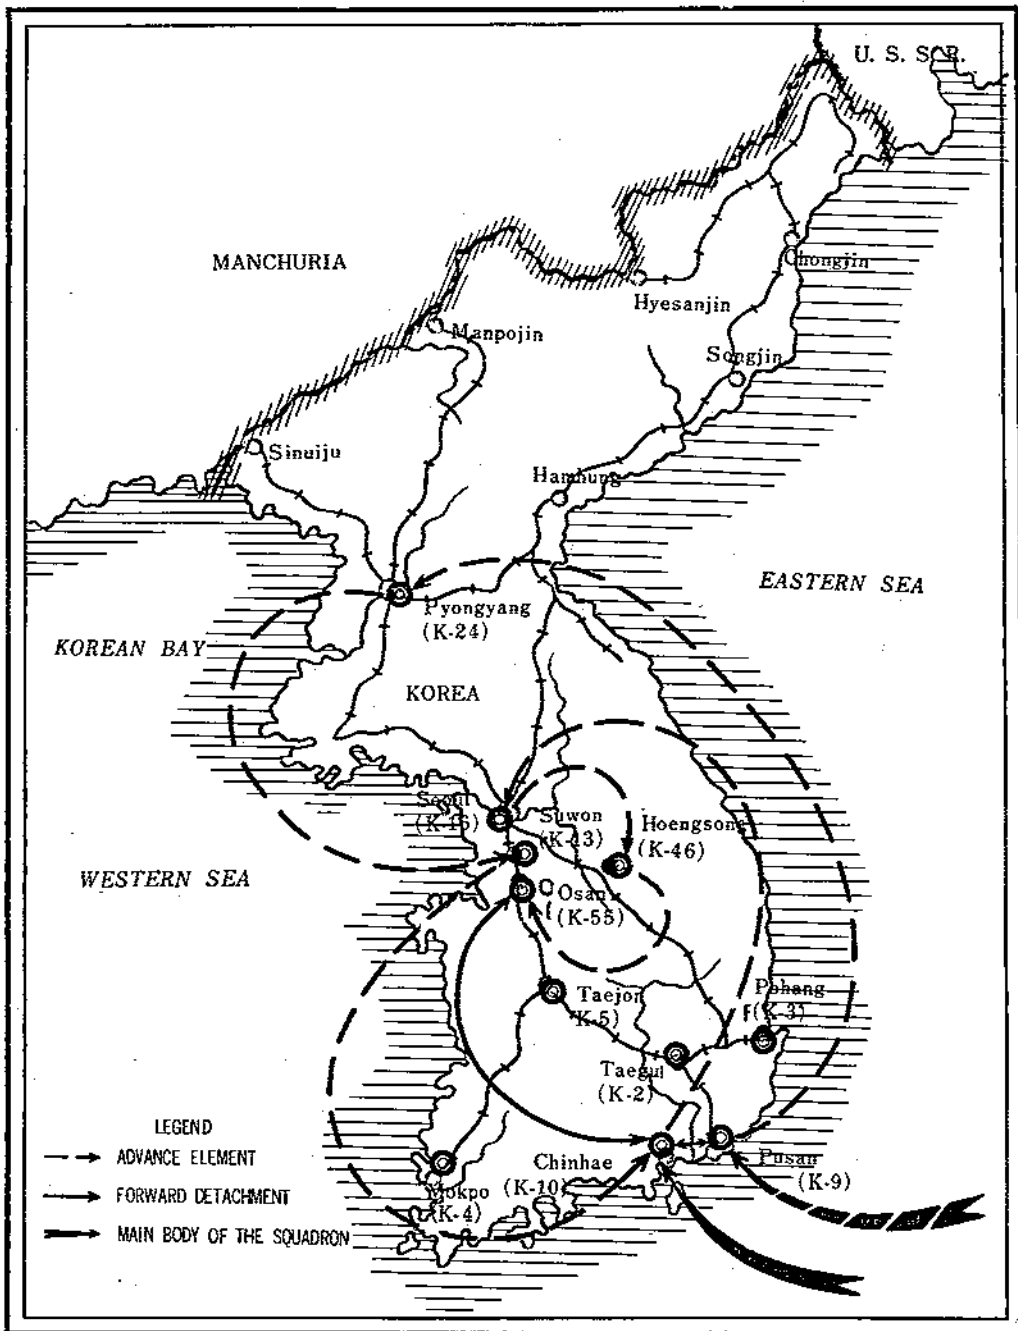 U. S. S. R.
MANCHURIA
Chongjin
Hyesanjin
Manpojin
Songjin
Sinuiju
Hamhung
EASTERN SEA
Pyongyang
(K-24)
KOREAN BAY
KOREA
Seoul
(K-16)
Suwon
(K-13)
Hoengsong
(K-46)
WESTERN SEA
Osan
(K-55)
Taejon
(K-5)
Pohang
(K-3)
Taegu
(K-2)
LEGEND
ADVANCE ELEMENT
FORWARD DETACHMENT
MAIN BODY OF THE SQUADRON
Chinhae
(K-10)
Pusan
(K-9)
Mokpo
(K-4)